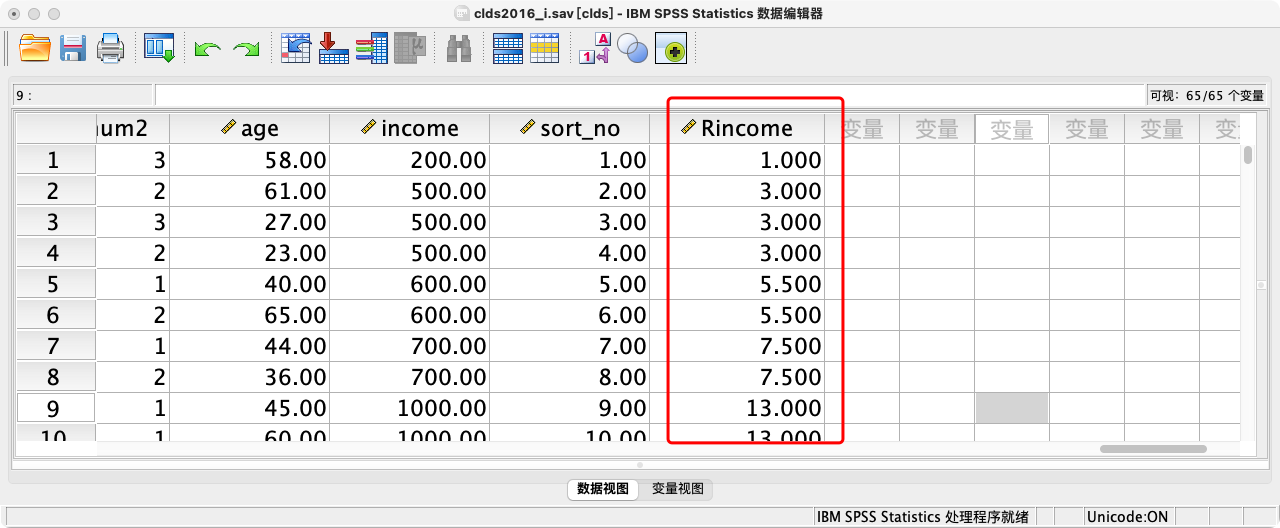 clds2016_i.sav [clds] - IBM SPSS Statistics 数据编辑器
9 :
可视: 65/65 个变量
num2 age income sort_no Rincome 变量 变量 变量 变量 变量 变
1 3 58.00 200.00 1.00 1.000
2 2 61.00 500.00 2.00 3.000
3 3 27.00 500.00 3.00 3.000
4 2 23.00 500.00 4.00 3.000
5 1 40.00 600.00 5.00 5.500
6 2 65.00 600.00 6.00 5.500
7 1 44.00 700.00 7.00 7.500
8 2 36.00 700.00 8.00 7.500
9 1 45.00 1000.00 9.00 13.000
10 1 60.00 1000.00 10.00 13.000
数据视图 变量视图
IBM SPSS Statistics 处理程序就绪 Unicode:ON